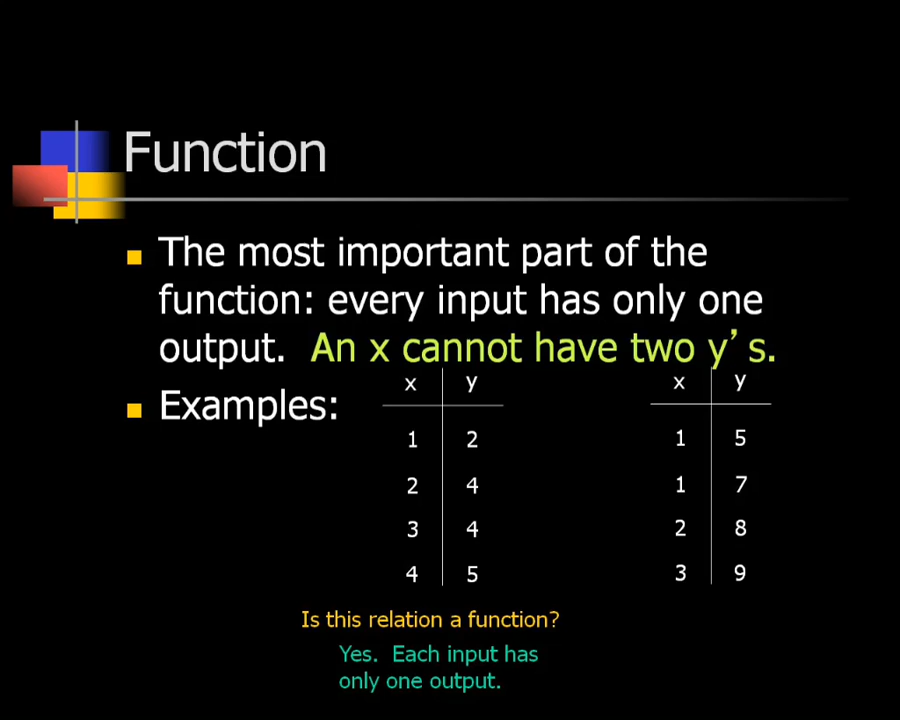 Function
The most important part of the
function: every input has only one
output. An x cannot have two y's.
Examples:
x y
1 2
2 4
3 4
4 5
x y
1 5
1 7
2 8
3 9
Is this relation a function?
Yes. Each input has
only one output.